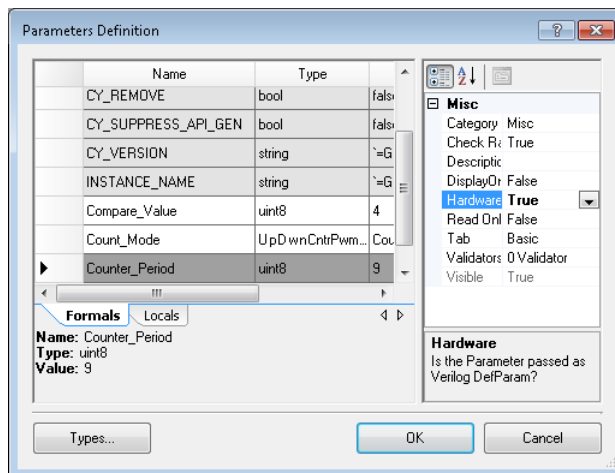 Parameters Definition
Name Type
CY_REMOVE bool fals
CY_SUPPRESS_API_GEN bool fals
CY_VERSION string `=G
INSTANCE_NAME string `=G
Compare_Value uint8 4
Count_Mode UpDwnCntrPwm... Cou
Counter_Period uint8 9
Formals Locals
Name: Counter_Period
Type: uint8
Value: 9
Misc
Category Misc
Check Ra True
Descriptic
DisplayOr False
Hardware True
Read Onl False
Tab Basic
Validators 0 Validator
Visible True
Hardware
Is the Parameter passed as
Verilog DefParam?
Types... OK Cancel